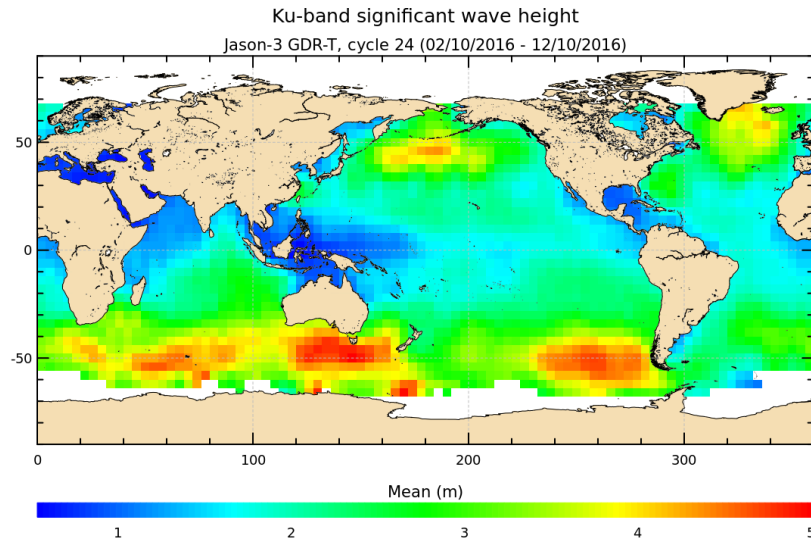 Ku-band significant wave height
Jason-3 GDR-T, cycle 24 (02/10/2016 - 12/10/2016)
50
0
-50
0 100 200 300
Mean (m)
1 2 3 4 5